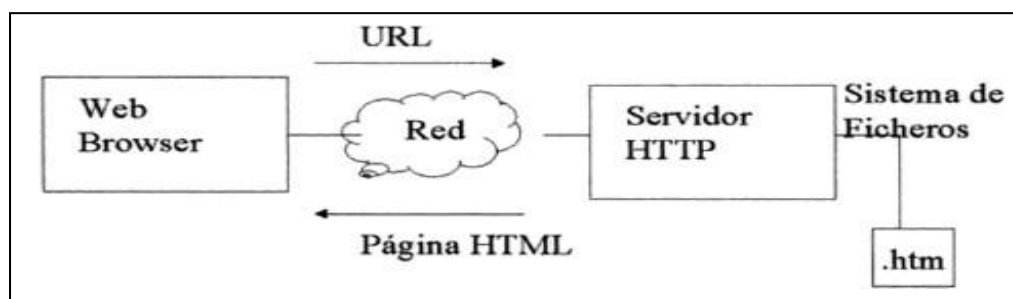 URL
Web
Browser
Red
Servidor
HTTP
Sistema de
Ficheros
Página HTML
.htm